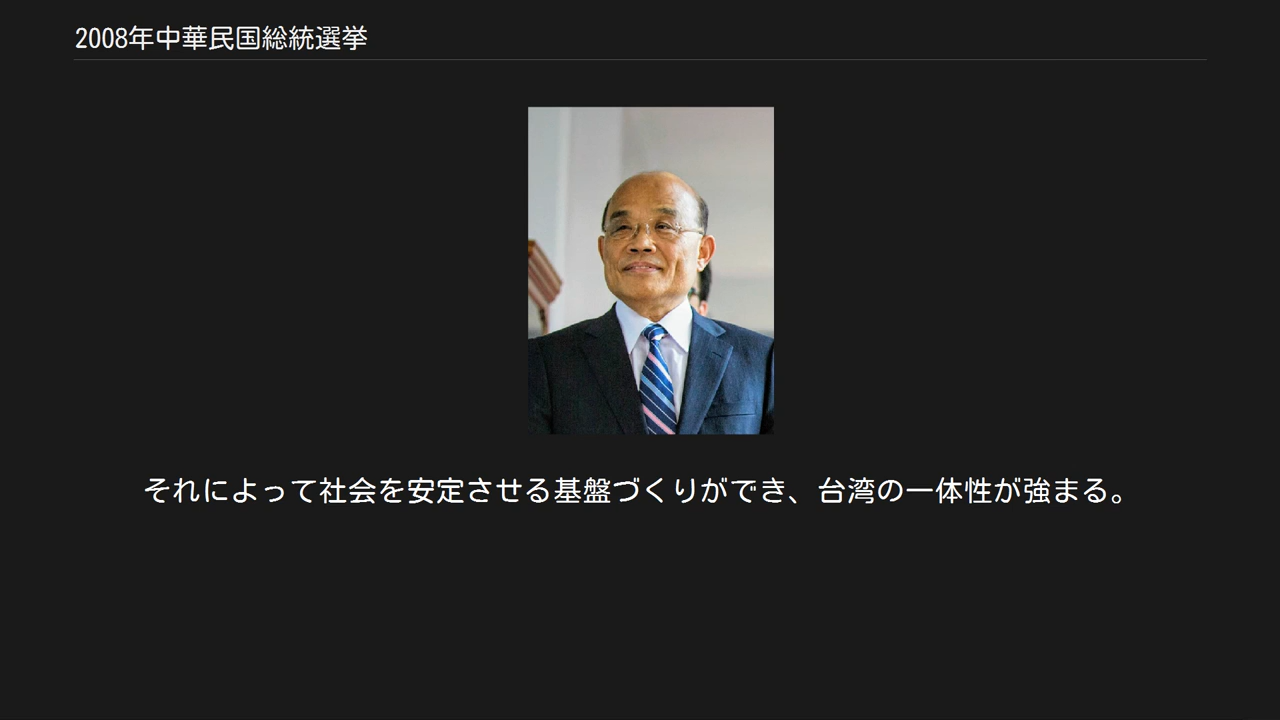 2008年中華民国総統選挙
それによって社会を安定させる基盤づくりができ、台湾の一体性が強まる。